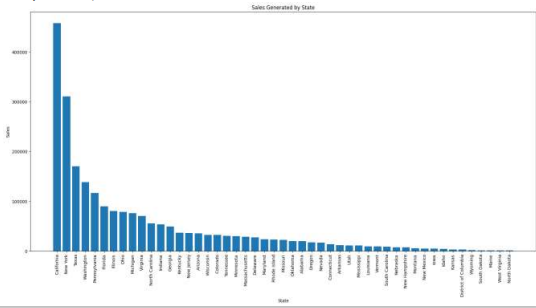 Sales Generated by State
400000
300000
200000
100000
0
Sales
California
New York
Texas
Washington
Pennsylvania
Florida
Illinois
Ohio
Michigan
Virginia
North Carolina
Indiana
Georgia
Kentucky
New Jersey
Arizona
Wisconsin
Colorado
Tennessee
Minnesota
Massachusetts
Delaware
Maryland
Rhode Island
Missouri
Oklahoma
Alabama
Oregon
Nevada
Connecticut
Arkansas
Utah
Mississippi
Louisiana
Vermont
South Carolina
Nebraska
New Hampshire
Montana
New Mexico
Iowa
Idaho
Kansas
District of Columbia
Wyoming
South Dakota
Maine
West Virginia
North Dakota
State